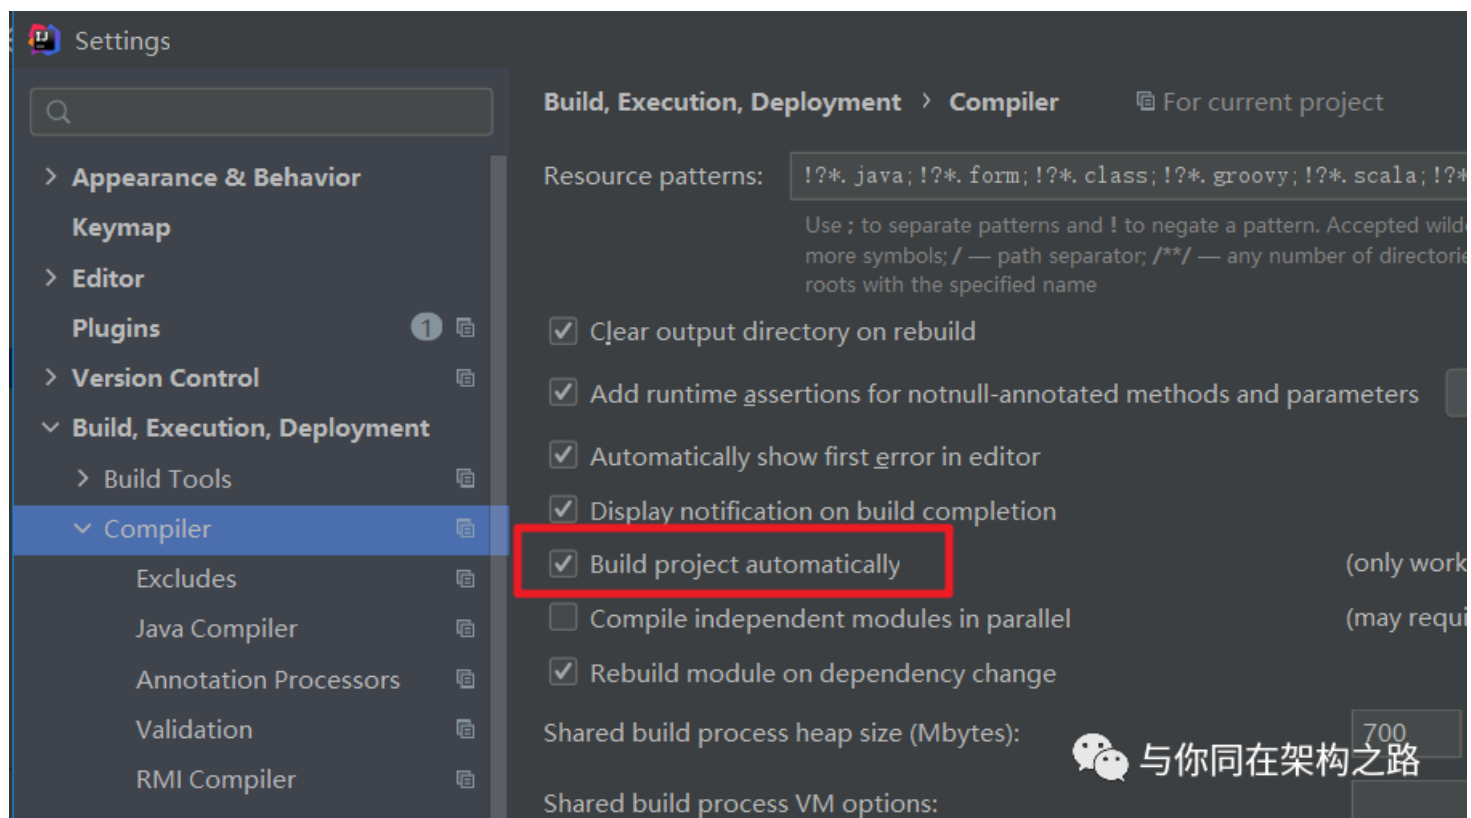 Settings
Appearance & Behavior
Keymap
Editor
Plugins 1
Version Control
Build, Execution, Deployment
Build Tools
Compiler
Excludes
Java Compiler
Annotation Processors
Validation
RMI Compiler
Build, Execution, Deployment › Compiler For current project
Resource patterns: !?*.java;!?*.form;!?*.class;!?*.groovy;!?*.scala;!?*
Use ; to separate patterns and ! to negate a pattern. Accepted
more symbols; / — path separator; /**/ — any number of
roots with the specified name
Clear output directory on rebuild
Add runtime assertions for notnull-annotated methods and parameters
Automatically show first error in editor
Display notification on build completion
Build project automatically (only work
Compile independent modules in parallel (may requi
Rebuild module on dependency change
Shared build process heap size (Mbytes): 700
Shared build process VM options:
与你同在架构之路